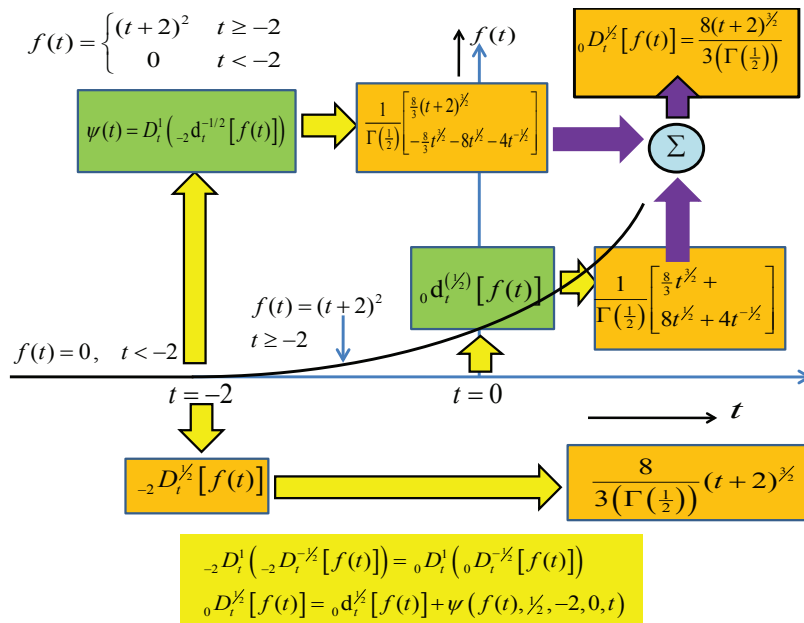 f(t) = { (t+2)² t ≥ −2
0 t < −2
f(t)
₀D_t^{1/2}[f(t)] = 8(t+2)^{3/2} / 3(Γ(1/2))
ψ(t) = D_t^1(₋₂d_t^{-1/2}[f(t)])
1/Γ(1/2) [ 8/3 (t+2)^{3/2}
− 8/3 t^{3/2} − 8t^{1/2} − 4t^{-1/2} ]
Σ
₀d_t^{(1/2)}[f(t)]
1/Γ(1/2) [ 8/3 t^{3/2} +
8t^{1/2} + 4t^{-1/2} ]
f(t) = (t+2)²
t ≥ −2
f(t) = 0, t < −2
t = −2
t = 0
t
₋₂D_t^{1/2}[f(t)]
8 / 3(Γ(1/2)) (t+2)^{3/2}
₋₂D_t^1(₋₂D_t^{-1/2}[f(t)]) = ₀D_t^1(₀D_t^{-1/2}[f(t)])
₀D_t^{1/2}[f(t)] = ₀d_t^{1/2}[f(t)] + ψ(f(t), 1/2, −2, 0, t)